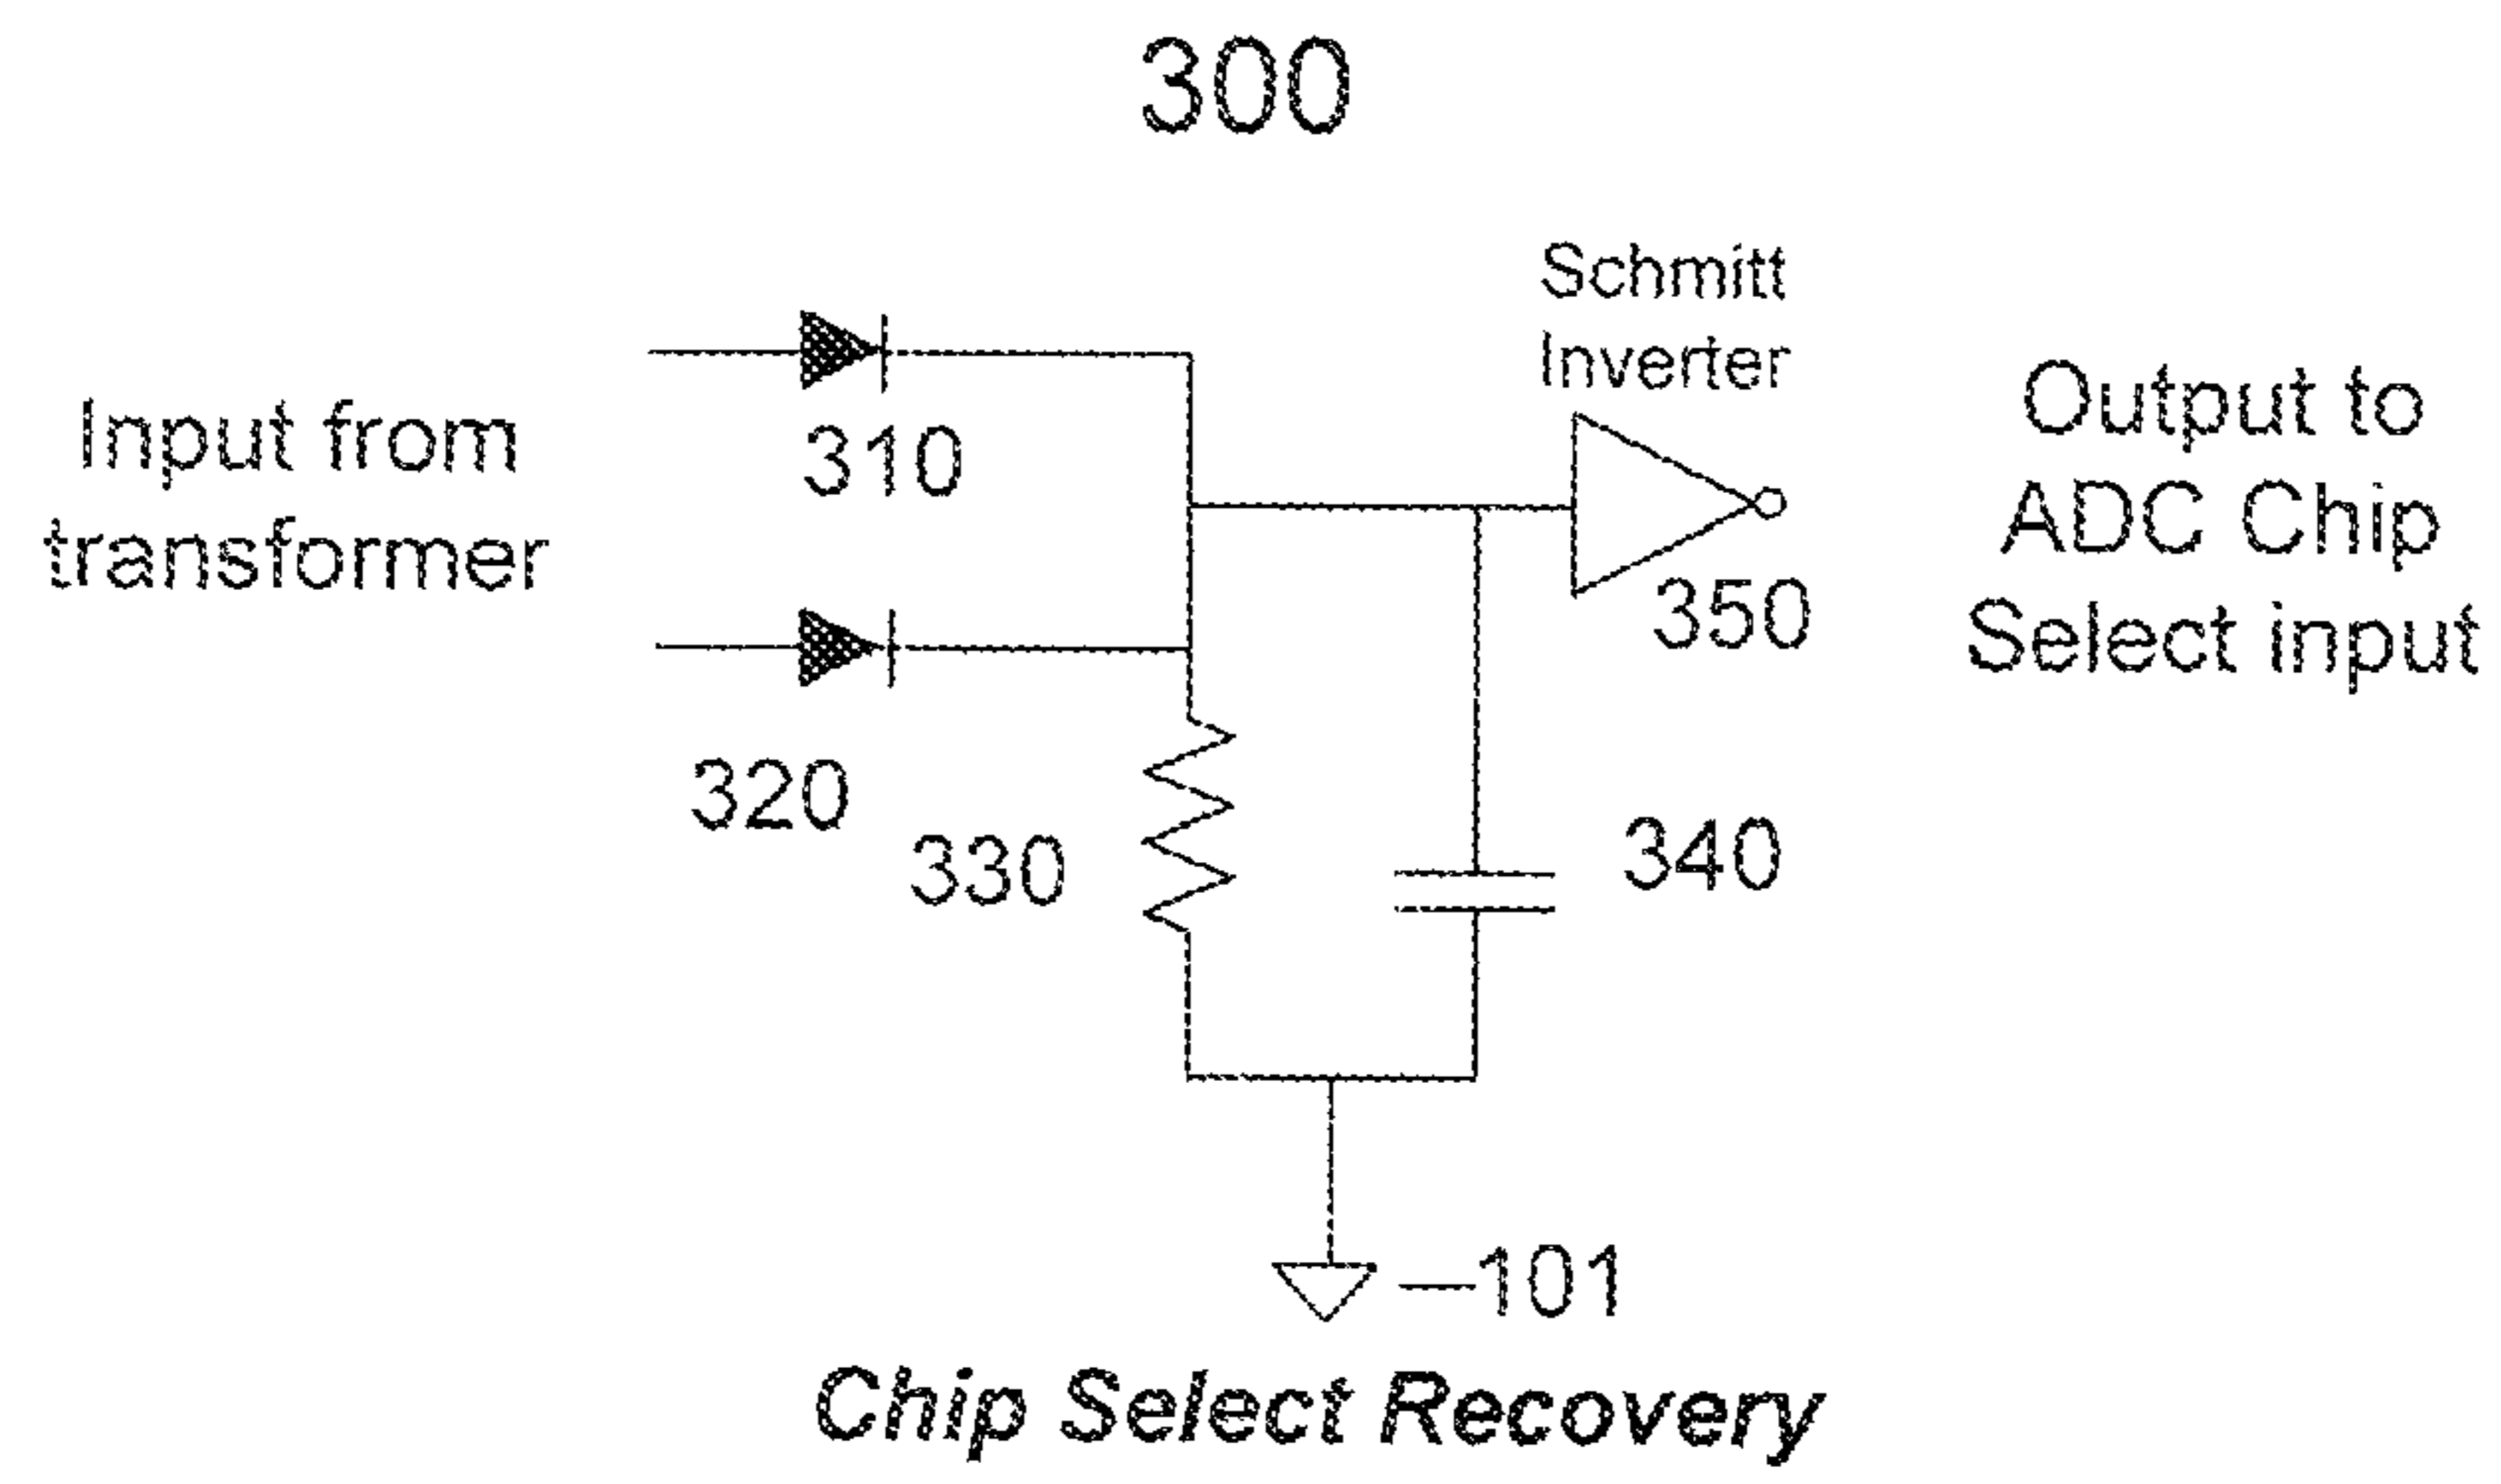 300
Schmitt
Inverter
Input from
transformer
310
Output to
ADC Chip
Select input
350
320
330
340
101
Chip Select Recovery